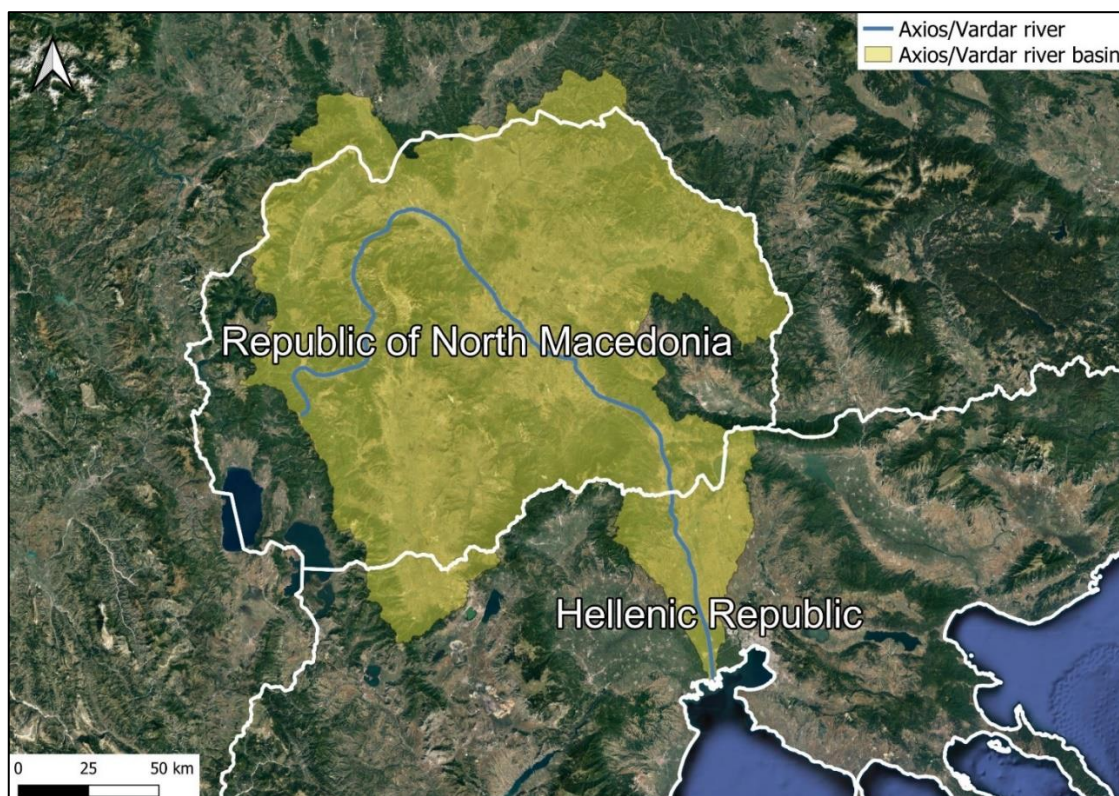 Axios/Vardar river
Axios/Vardar river basin
Republic of North Macedonia
Hellenic Republic
0 25 50 km